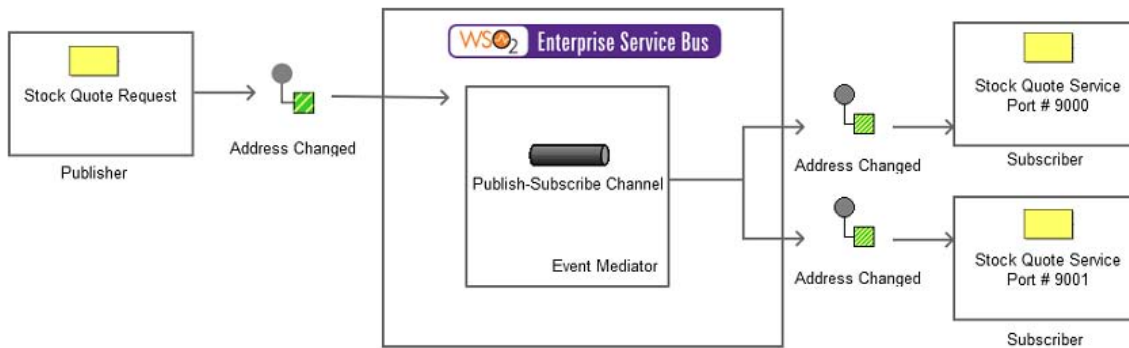 WSO2 Enterprise Service Bus
Stock Quote Request
Publisher
Address Changed
Publish-Subscribe Channel
Event Mediator
Address Changed
Stock Quote Service
Port # 9000
Subscriber
Address Changed
Stock Quote Service
Port # 9001
Subscriber